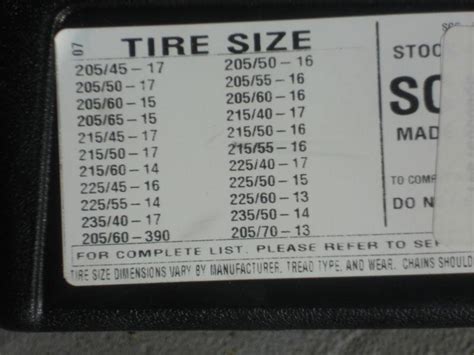 07
TIRE SIZE
205/45 - 17 205/50 - 16
205/50 - 17 205/55 - 16
205/60 - 15 205/60 - 16
205/65 - 15 215/40 - 17
215/45 - 17 215/50 - 16
215/50 - 17 215/55 - 16
215/60 - 14 225/40 - 17
225/45 - 16 225/50 - 15
225/55 - 14 225/60 - 13
235/40 - 17 205/50 - 14
205/60 - 390 205/70 - 13
STOC
SC
MAD
TO COMP
DO N
FOR COMPLETE LIST, PLEASE REFER TO SEF
TIRE SIZE DIMENSIONS VARY BY MANUFACTURER, TREAD TYPE, AND WEAR. CHAINS SHOULD